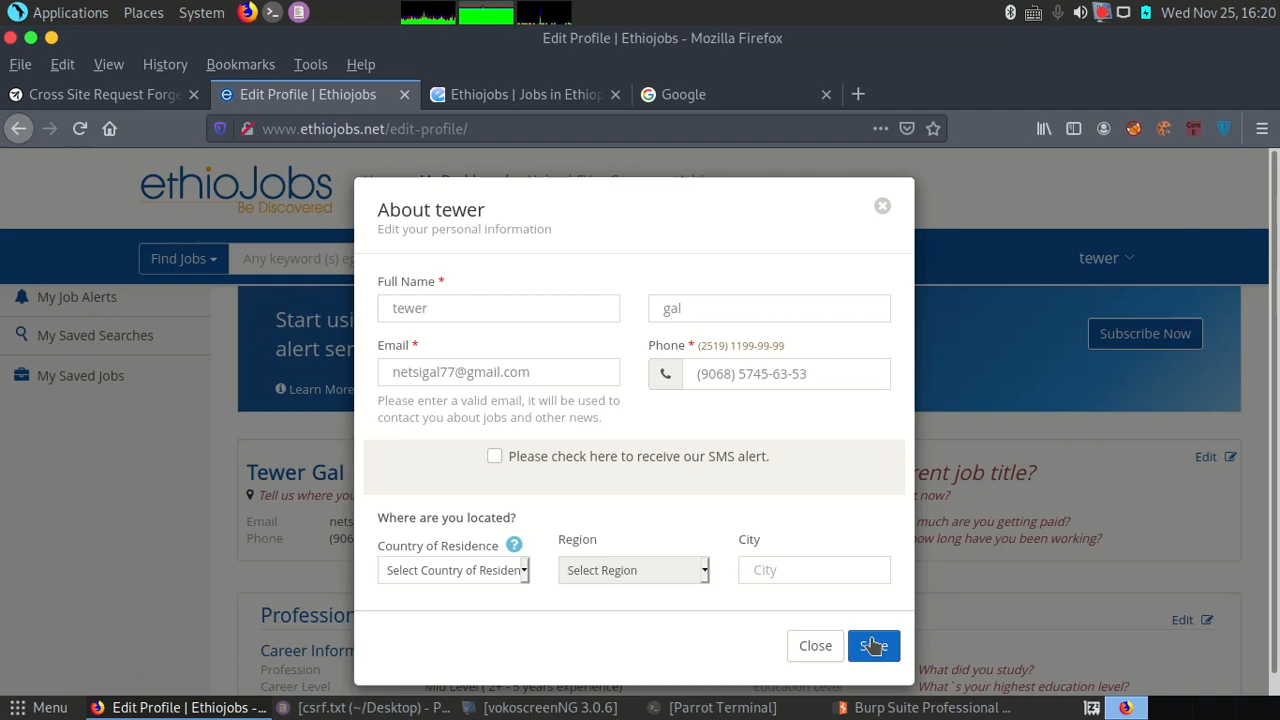 Applications Places System Wed Nov 25, 16:20
Edit Profile | Ethiojobs - Mozilla Firefox
File Edit View History Bookmarks Tools Help
Cross Site Request Forge Edit Profile | Ethiojobs Ethiojobs | Jobs in Ethiop Google
www.ethiojobs.net/edit-profile/
ethioJobs
Be Discovered
Find Jobs Any keyword (s) eg tewer
My Job Alerts
My Saved Searches
My Saved Jobs
Start usi
alert ser
Learn More
Subscribe Now
About tewer
Edit your personal information
Full Name *
tewer gal
Email * Phone * (2519) 1199-99-99
netsigal77@gmail.com (9068) 5745-63-53
Please enter a valid email, it will be used to
contact you about jobs and other news.
Please check here to receive our SMS alert.
Where are you located?
Country of Residence ? Region City
Select Country of Residen Select Region City
Close
Tewer Gal rent job title? Edit
Tell us where you now?
Email nets much are you getting paid?
Phone (906 how long have you been working?
Profession Edit
Career Inform
Profession What did you study?
Career Level Mid Level ( 2+ - 5 years experience) Education Level What`s your highest education level?
Menu Edit Profile | Ethiojobs -... [csrf.txt (~/Desktop) - P... [vokoscreenNG 3.0.6] [Parrot Terminal] Burp Suite Professional ...